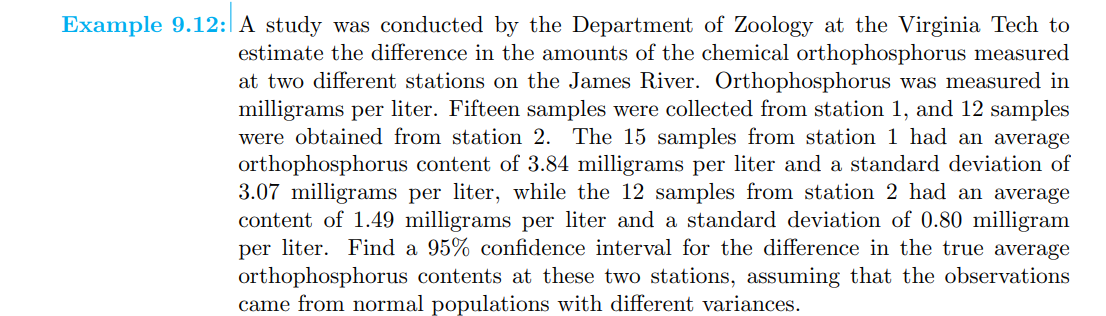 Example 9.12: A study was conducted by the Department of Zoology at the Virginia Tech to
estimate the difference in the amounts of the chemical orthophosphorus measured
at two different stations on the James River. Orthophosphorus was measured in
milligrams per liter. Fifteen samples were collected from station 1, and 12 samples
were obtained from station 2. The 15 samples from station 1 had an average
orthophosphorus content of 3.84 milligrams per liter and a standard deviation of
3.07 milligrams per liter, while the 12 samples from station 2 had an average
content of 1.49 milligrams per liter and a standard deviation of 0.80 milligram
per liter. Find a 95% confidence interval for the difference in the true average
orthophosphorus contents at these two stations, assuming that the observations
came from normal populations with different variances.